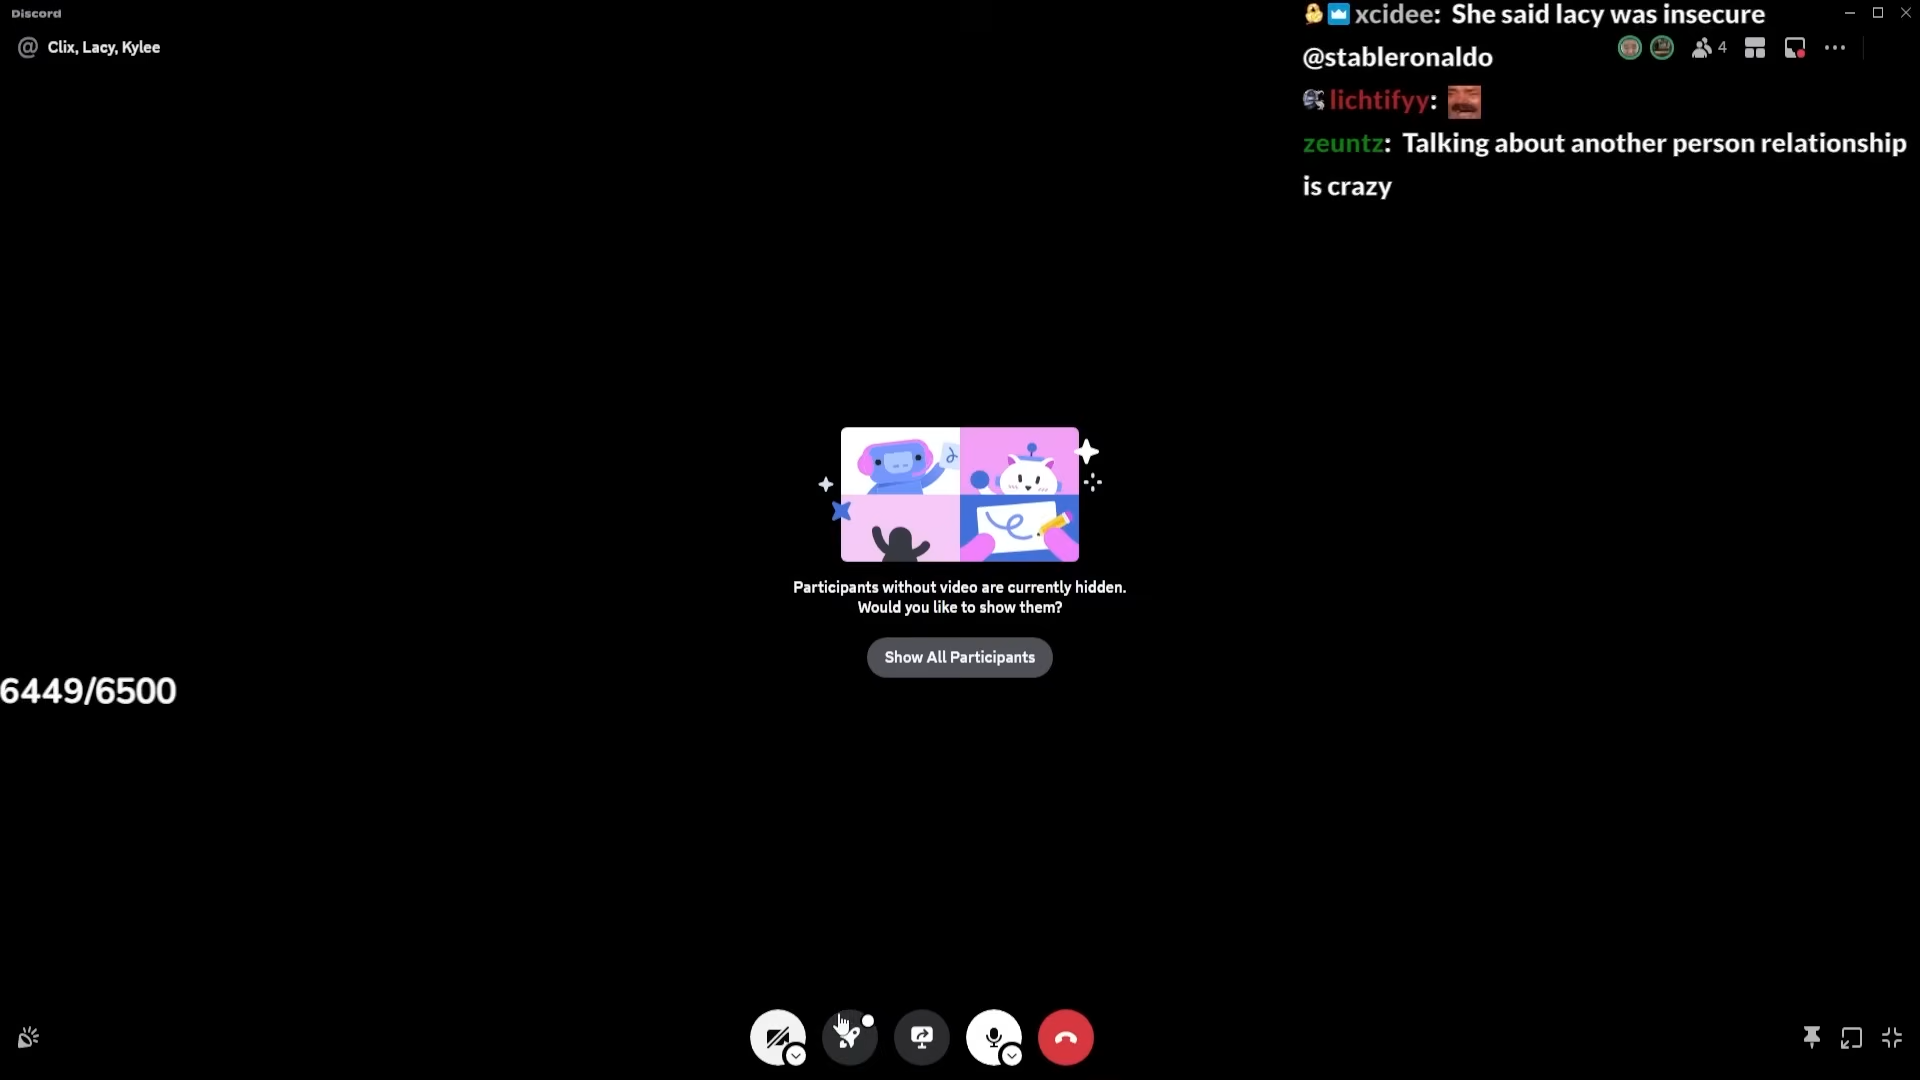 Discord
Clix, Lacy, Kylee
xcidee: She said lacy was insecure
@stableronaldo
4
lichtifyy:
zeuntz: Talking about another person relationship
is crazy
Participants without video are currently hidden.
Would you like to show them?
Show All Participants
6449/6500